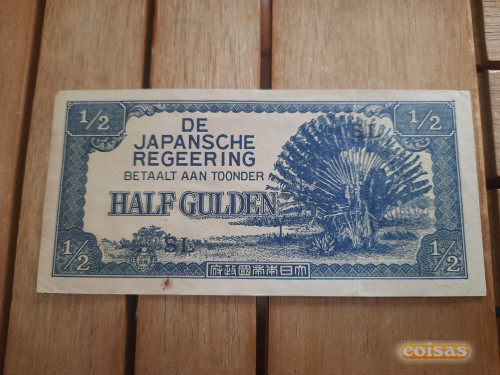 1/2
1/2
DE
JAPANSCHE
REGEERING
BETAALT AAN TOONDER
HALF GULDEN
SL
SL
1/2
1/2
府政國帝本日大
coisas